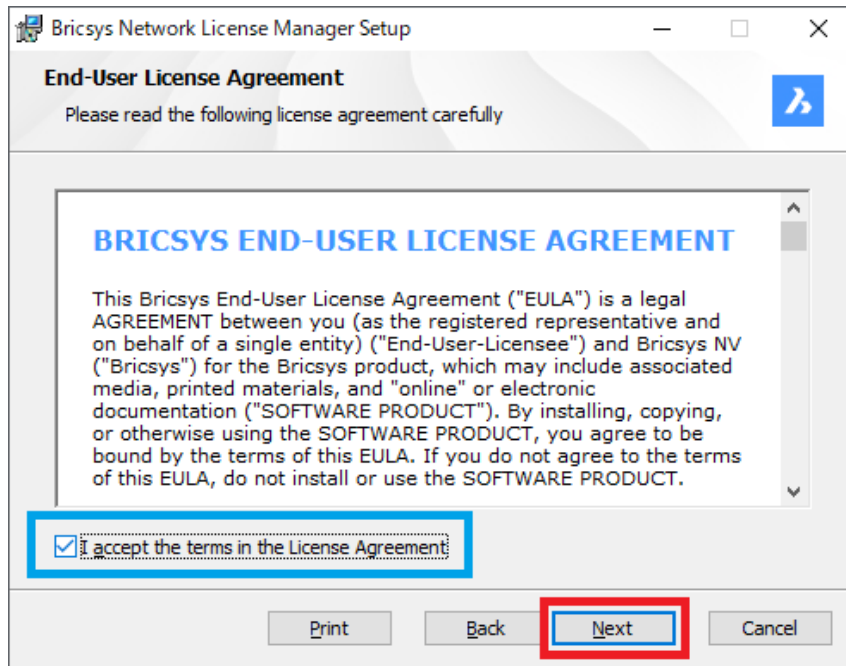 Bricsys Network License Manager Setup
End-User License Agreement
Please read the following license agreement carefully
BRICSYS END-USER LICENSE AGREEMENT
This Bricsys End-User License Agreement ("EULA") is a legal
AGREEMENT between you (as the registered representative and
on behalf of a single entity) ("End-User-Licensee") and Bricsys NV
("Bricsys") for the Bricsys product, which may include associated
media, printed materials, and "online" or electronic
documentation ("SOFTWARE PRODUCT"). By installing, copying,
or otherwise using the SOFTWARE PRODUCT, you agree to be
bound by the terms of this EULA. If you do not agree to the terms
of this EULA, do not install or use the SOFTWARE PRODUCT.
I accept the terms in the License Agreement
Print Back Next Cancel